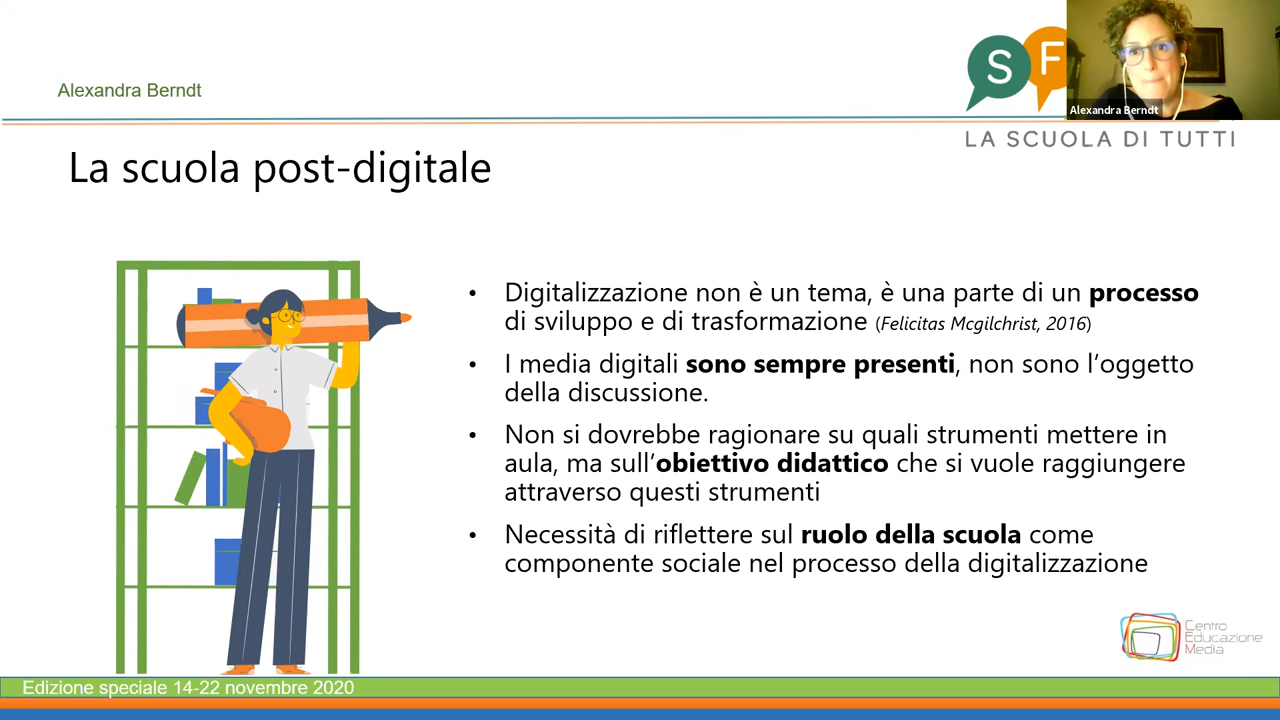 Alexandra Berndt
S F
Alexandra Berndt
LA SCUOLA DI TUTTI
La scuola post-digitale
• Digitalizzazione non è un tema, è una parte di un processo
di sviluppo e di trasformazione (Felicitas Mcgilchrist, 2016)
• I media digitali sono sempre presenti, non sono l’oggetto
della discussione.
• Non si dovrebbe ragionare su quali strumenti mettere in
aula, ma sull’obiettivo didattico che si vuole raggiungere
attraverso questi strumenti
• Necessità di riflettere sul ruolo della scuola come
componente sociale nel processo della digitalizzazione
Centro
Educazione
Media
Edizione speciale 14-22 novembre 2020